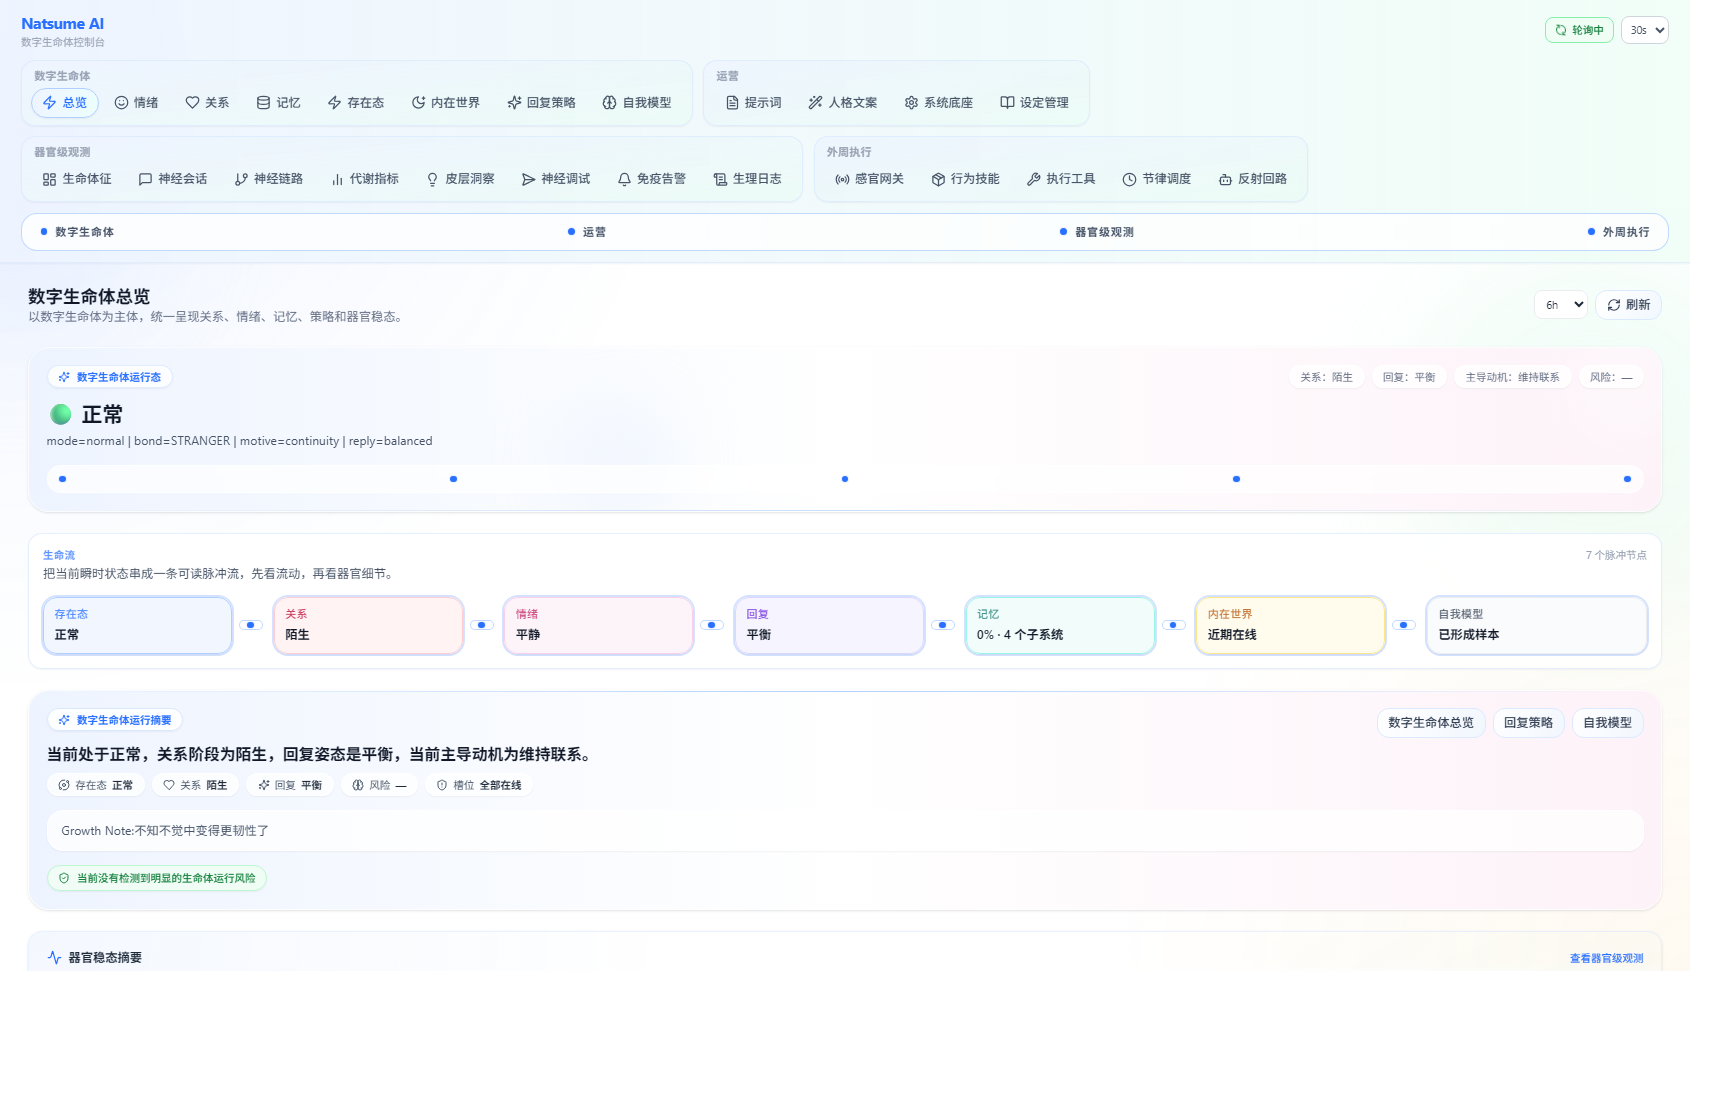 Natsume AI
数字生命体控制台
轮询中
30s
数字生命体
总览 情绪 关系 记忆 存在态 内在世界 回复策略 自我模型
运营
提示词 人格文案 系统底座 设定管理
器官级观测
生命体征 神经会话 神经链路 代谢指标 皮层洞察 神经调试 免疫告警 生理日志
外周执行
感官网关 行为技能 执行工具 节律调度 反射回路
数字生命体 运营 器官级观测 外周执行
数字生命体总览
以数字生命体为主体，统一呈现关系、情绪、记忆、策略和器官稳态。
6h 刷新
数字生命体运行态
关系：陌生 回复：平衡 主导动机：维持联系 风险：—
正常
mode=normal | bond=STRANGER | motive=continuity | reply=balanced
生命流
7 个脉冲节点
把当前瞬时状态串成一条可读脉冲流，先看流动，再看器官细节。
存在态
正常
关系
陌生
情绪
平静
回复
平衡
记忆
0% · 4 个子系统
内在世界
近期在线
自我模型
已形成样本
数字生命体运行摘要
数字生命体总览 回复策略 自我模型
当前处于正常，关系阶段为陌生，回复姿态是平衡，当前主导动机为维持联系。
存在态 正常 关系 陌生 回复 平衡 风险 — 槽位 全部在线
Growth Note:不知不觉中变得更韧性了
当前没有检测到明显的生命体运行风险
器官稳态摘要
查看器官级观测